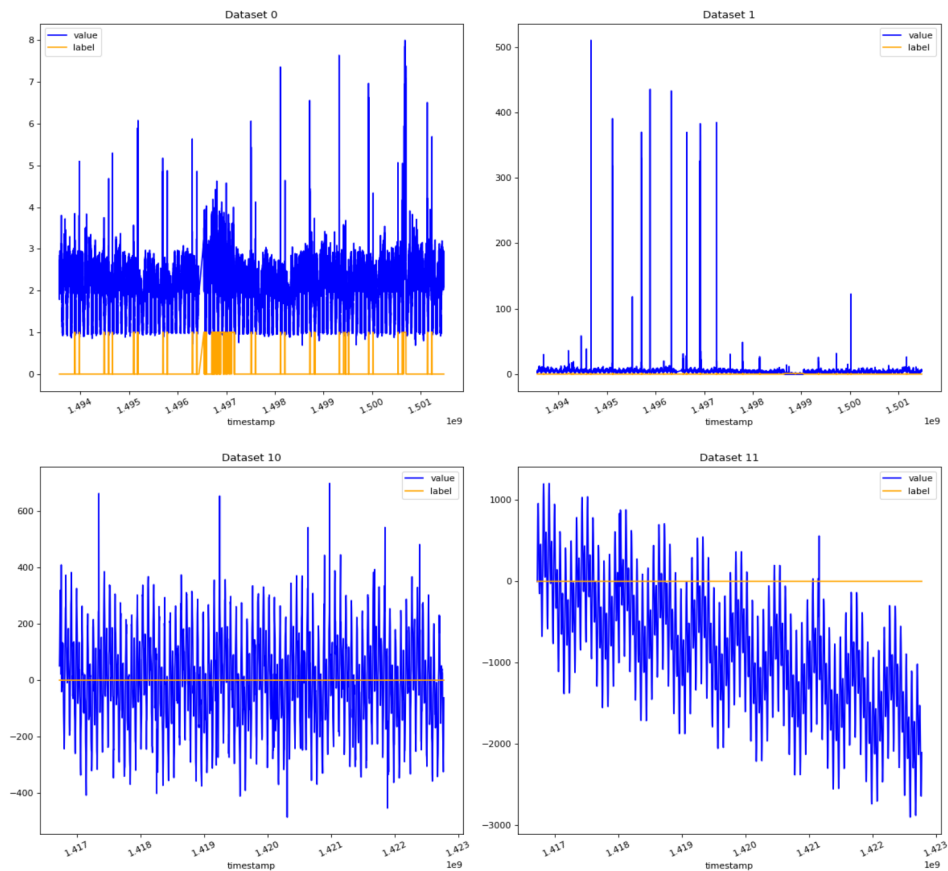 Dataset 0
value
label
8
7
6
5
4
3
2
1
0
1.494 1.495 1.496 1.497 1.498 1.499 1.500 1.501
1e9
timestamp
Dataset 1
value
label
500
400
300
200
100
0
1.494 1.495 1.496 1.497 1.498 1.499 1.500 1.501
1e9
timestamp
Dataset 10
value
label
600
400
200
0
−200
−400
1.417 1.418 1.419 1.420 1.421 1.422 1.423
1e9
timestamp
Dataset 11
value
label
1000
0
−1000
−2000
−3000
1.417 1.418 1.419 1.420 1.421 1.422 1.423
1e9
timestamp